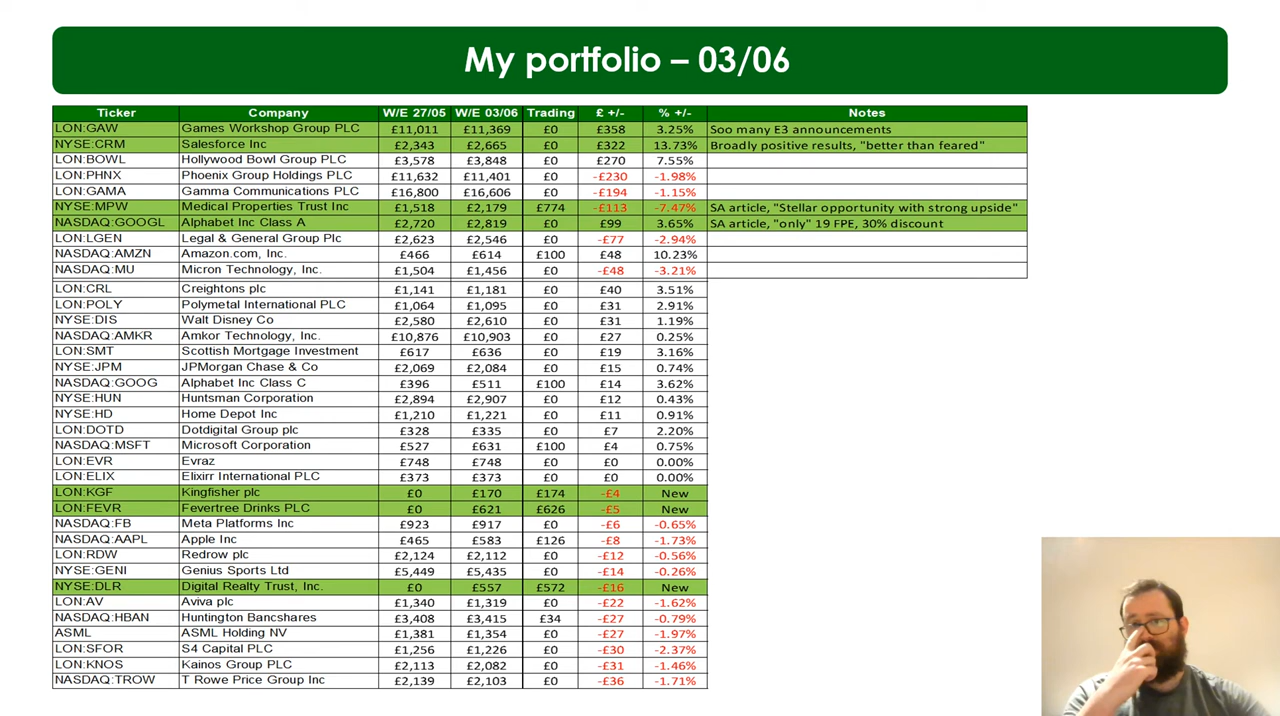 My portfolio – 03/06
Ticker Company W/E 27/05 W/E 03/06 Trading £ +/- % +/- Notes
LON:GAW Games Workshop Group PLC £11,011 £11,369 £0 £358 3.25% Soo many E3 announcements
NYSE:CRM Salesforce Inc £2,343 £2,665 £0 £322 13.73% Broadly positive results, "better than feared"
LON:BOWL Hollywood Bowl Group PLC £3,578 £3,848 £0 £270 7.55%
LON:PHNX Phoenix Group Holdings PLC £11,632 £11,401 £0 -£230 -1.98%
LON:GAMA Gamma Communications PLC £16,800 £16,606 £0 -£194 -1.15%
NYSE:MPW Medical Properties Trust Inc £1,518 £2,179 £774 -£113 -7.47% SA article, "Stellar opportunity with strong upside"
NASDAQ:GOOGL Alphabet Inc Class A £2,720 £2,819 £0 £99 3.65% SA article, "only" 19 FPE, 30% discount
LON:LGEN Legal & General Group Plc £2,623 £2,546 £0 -£77 -2.94%
NASDAQ:AMZN Amazon.com, Inc. £466 £614 £100 £48 10.23%
NASDAQ:MU Micron Technology, Inc. £1,504 £1,456 £0 -£48 -3.21%
LON:CRL Creightons plc £1,141 £1,181 £0 £40 3.51%
LON:POLY Polymetal International PLC £1,064 £1,095 £0 £31 2.91%
NYSE:DIS Walt Disney Co £2,580 £2,610 £0 £31 1.19%
NASDAQ:AMKR Amkor Technology, Inc. £10,876 £10,903 £0 £27 0.25%
LON:SMT Scottish Mortgage Investment £617 £636 £0 £19 3.16%
NYSE:JPM JPMorgan Chase & Co £2,069 £2,084 £0 £15 0.74%
NASDAQ:GOOG Alphabet Inc Class C £396 £511 £100 £14 3.62%
NYSE:HUN Huntsman Corporation £2,894 £2,907 £0 £12 0.43%
NYSE:HD Home Depot Inc £1,210 £1,221 £0 £11 0.91%
LON:DOTD Dotdigital Group plc £328 £335 £0 £7 2.20%
NASDAQ:MSFT Microsoft Corporation £527 £631 £100 £4 0.75%
LON:EVR Evraz £748 £748 £0 £0 0.00%
LON:ELIX Elixirr International PLC £373 £373 £0 £0 0.00%
LON:KGF Kingfisher plc £0 £170 £174 -£4 New
LON:FEVR Fevertree Drinks PLC £0 £621 £626 -£5 New
NASDAQ:FB Meta Platforms Inc £923 £917 £0 -£6 -0.65%
NASDAQ:AAPL Apple Inc £465 £583 £126 -£8 -1.73%
LON:RDW Redrow plc £2,124 £2,112 £0 -£12 -0.56%
NYSE:GENI Genius Sports Ltd £5,449 £5,435 £0 -£14 -0.26%
NYSE:DLR Digital Realty Trust, Inc. £0 £557 £572 -£16 New
LON:AV Aviva plc £1,340 £1,319 £0 -£22 -1.62%
NASDAQ:HBAN Huntington Bancshares £3,408 £3,415 £34 -£27 -0.79%
ASML ASML Holding NV £1,381 £1,354 £0 -£27 -1.97%
LON:SFOR S4 Capital PLC £1,256 £1,226 £0 -£30 -2.37%
LON:KNOS Kainos Group PLC £2,113 £2,082 £0 -£31 -1.46%
NASDAQ:TROW T Rowe Price Group Inc £2,139 £2,103 £0 -£36 -1.71%